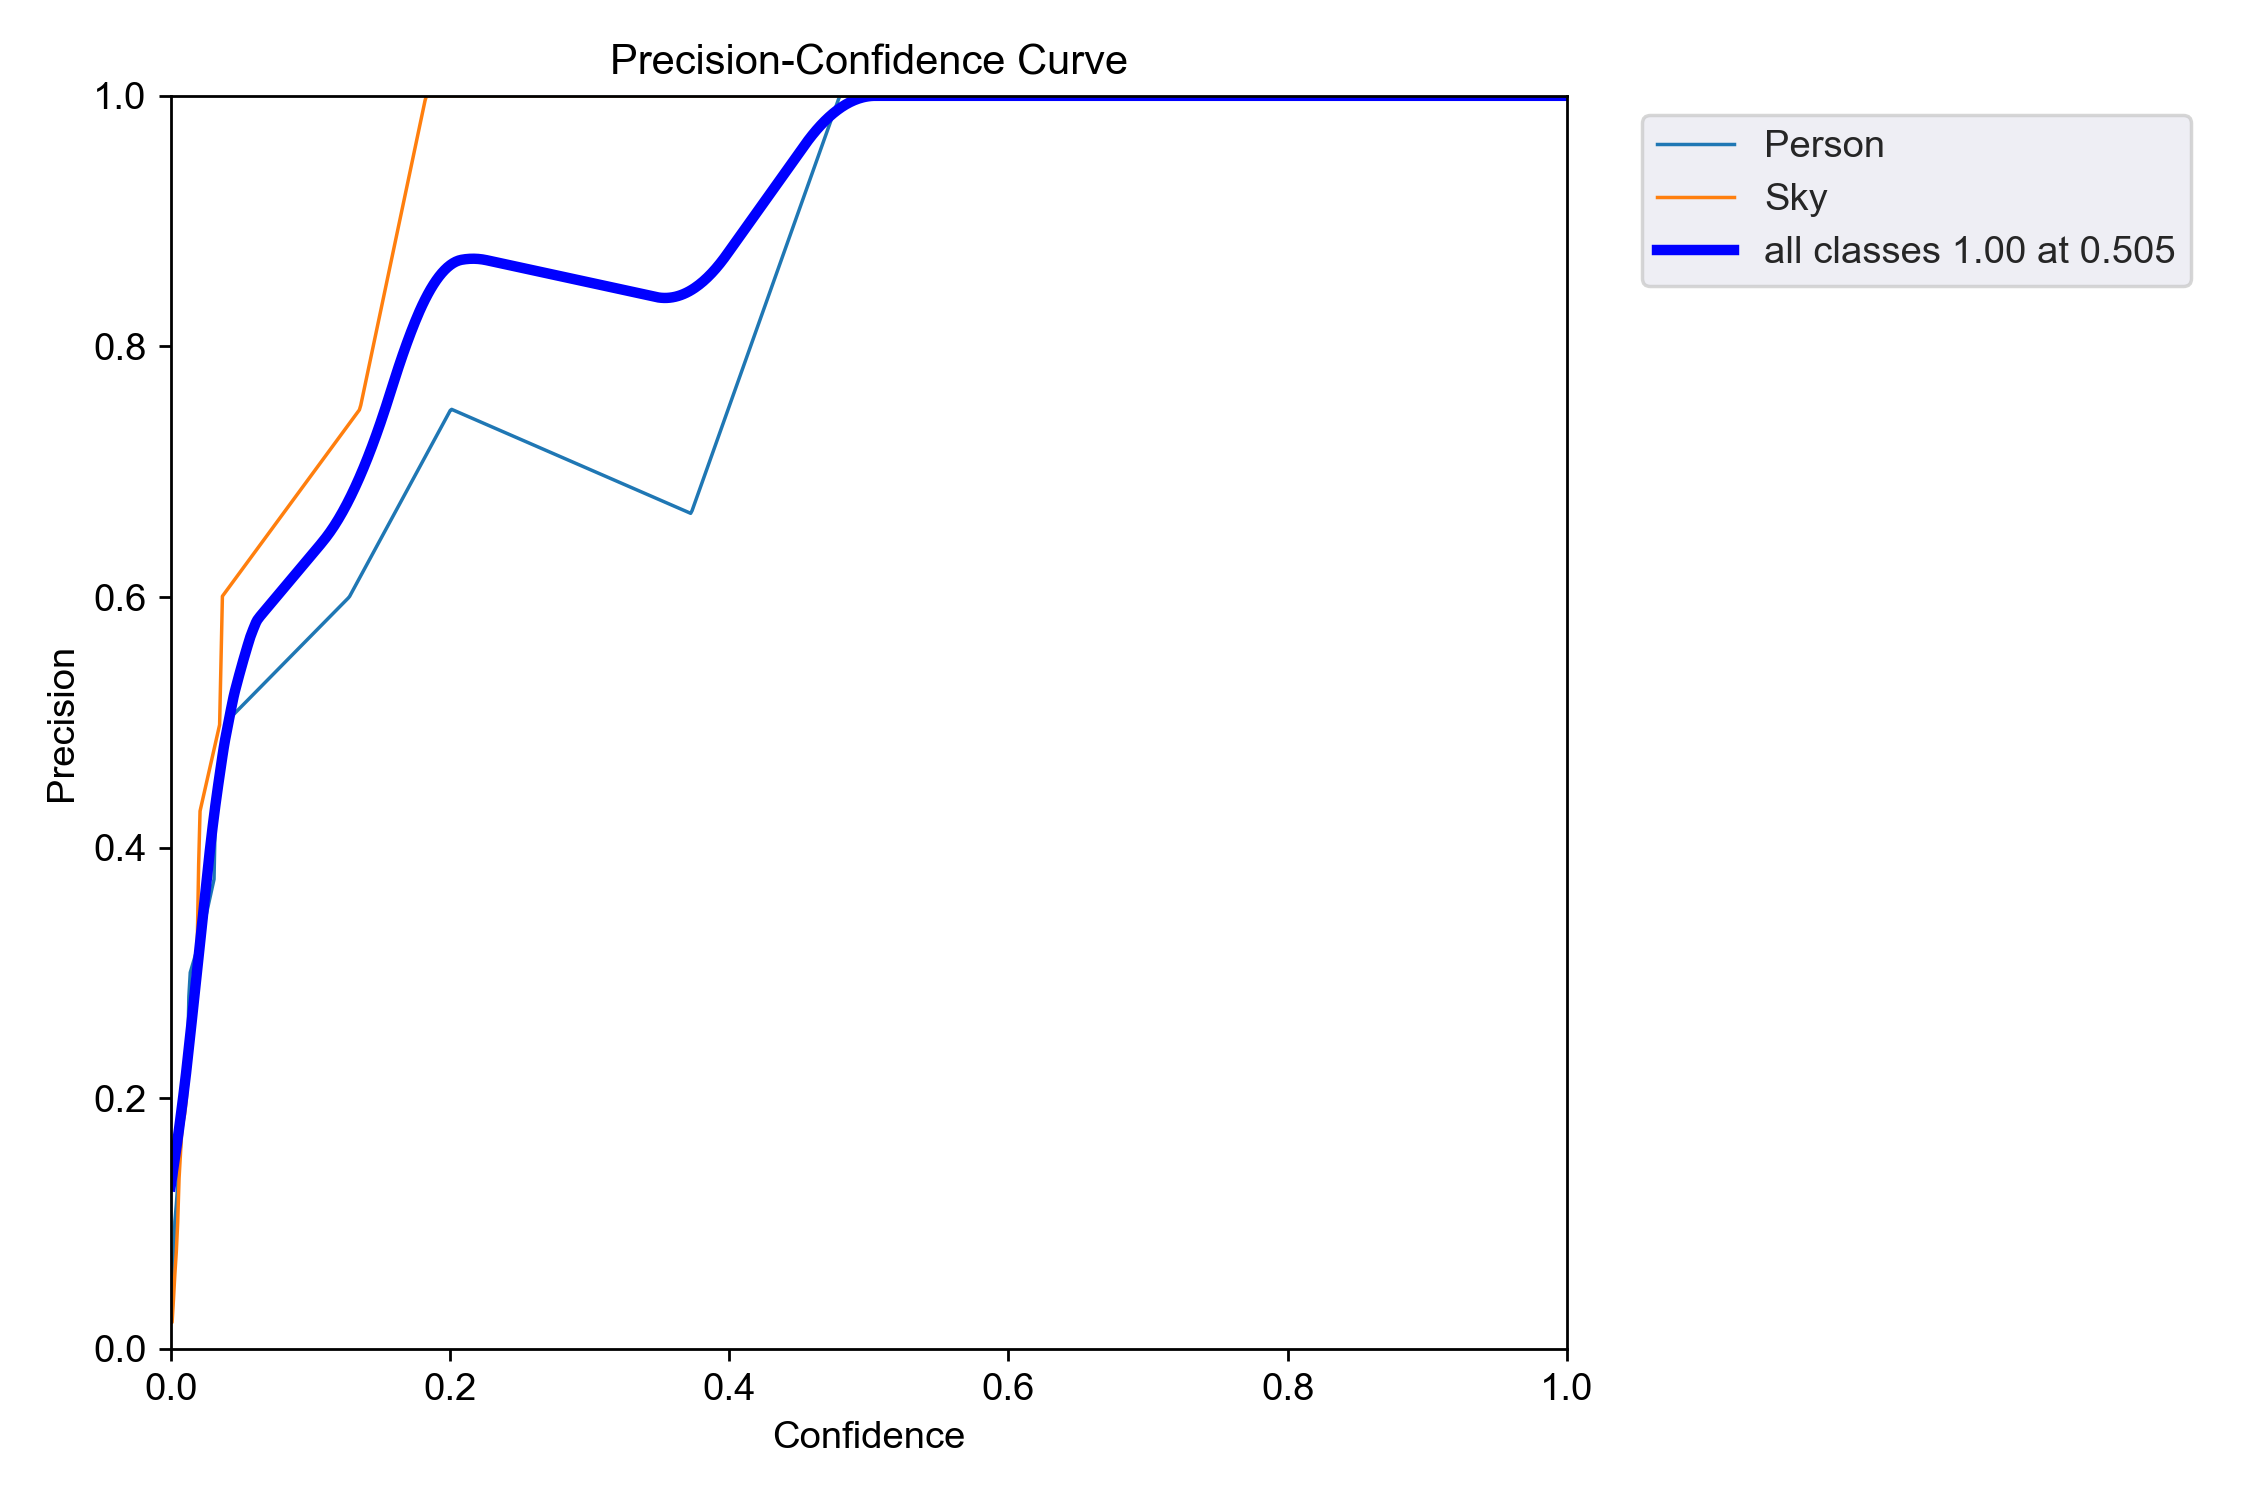 Precision-Confidence Curve
1.0
0.8
0.6
0.4
0.2
0.0
Precision
0.0 0.2 0.4 0.6 0.8 1.0
Confidence
Person
Sky
all classes 1.00 at 0.505